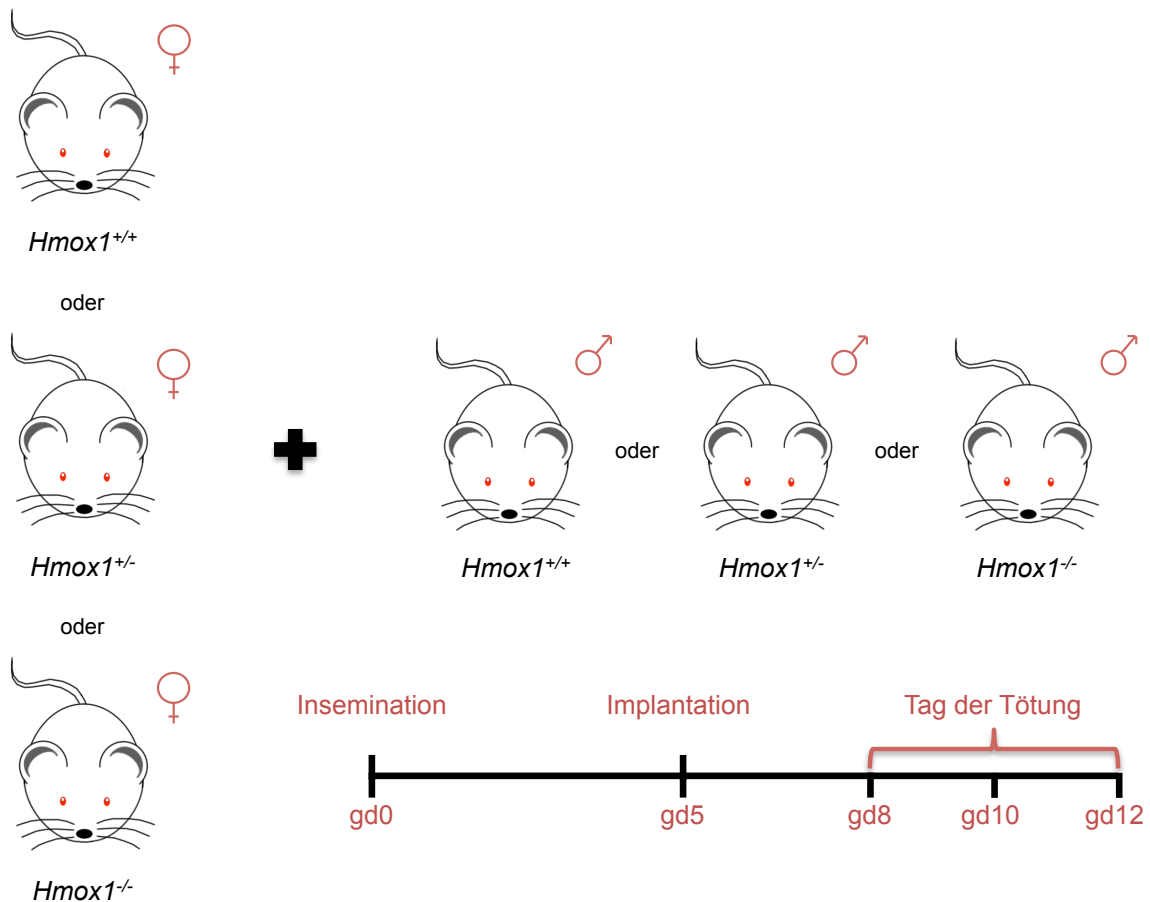 Hmox1+/+
oder
Hmox1+/-
oder
Hmox1-/-
Hmox1+/+ oder Hmox1+/- oder Hmox1-/-
Insemination Implantation Tag der Tötung
gd0 gd5 gd8 gd10 gd12